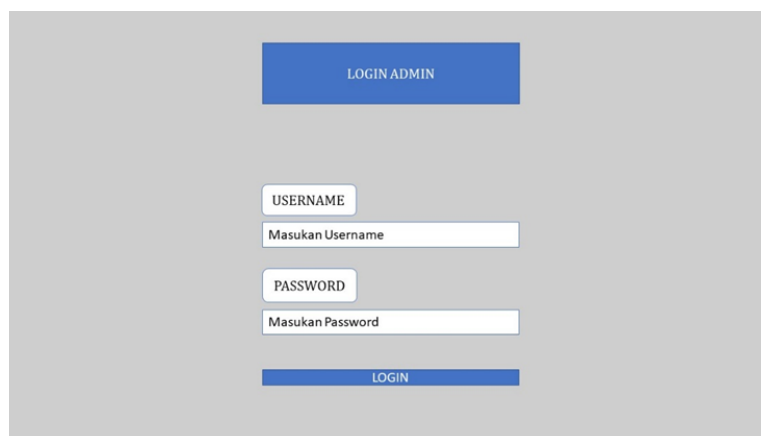 LOGIN ADMIN
USERNAME
Masukan Username
PASSWORD
Masukan Password
LOGIN